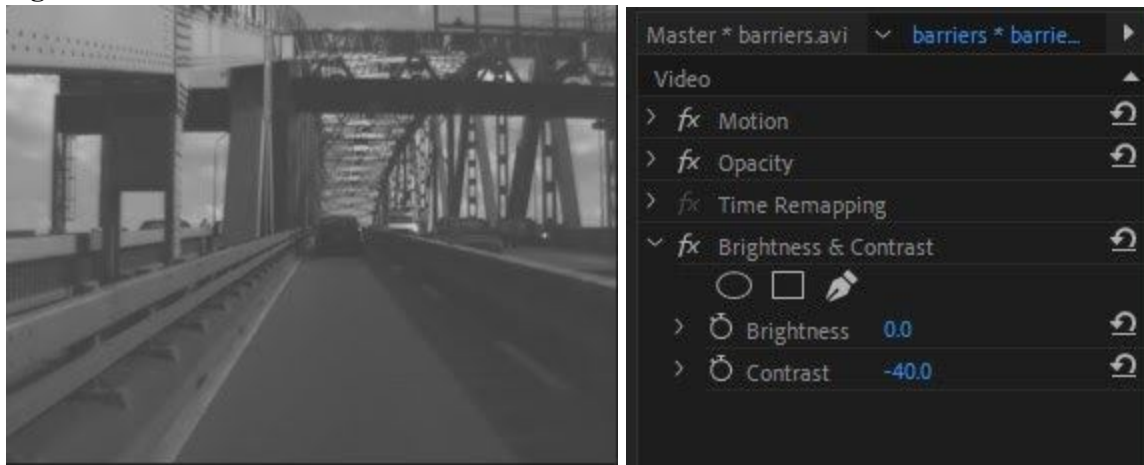 Master * barriers.avi barriers * barrie...
Video
fx Motion
fx Opacity
fx Time Remapping
fx Brightness & Contrast
Brightness 0.0
Contrast -40.0